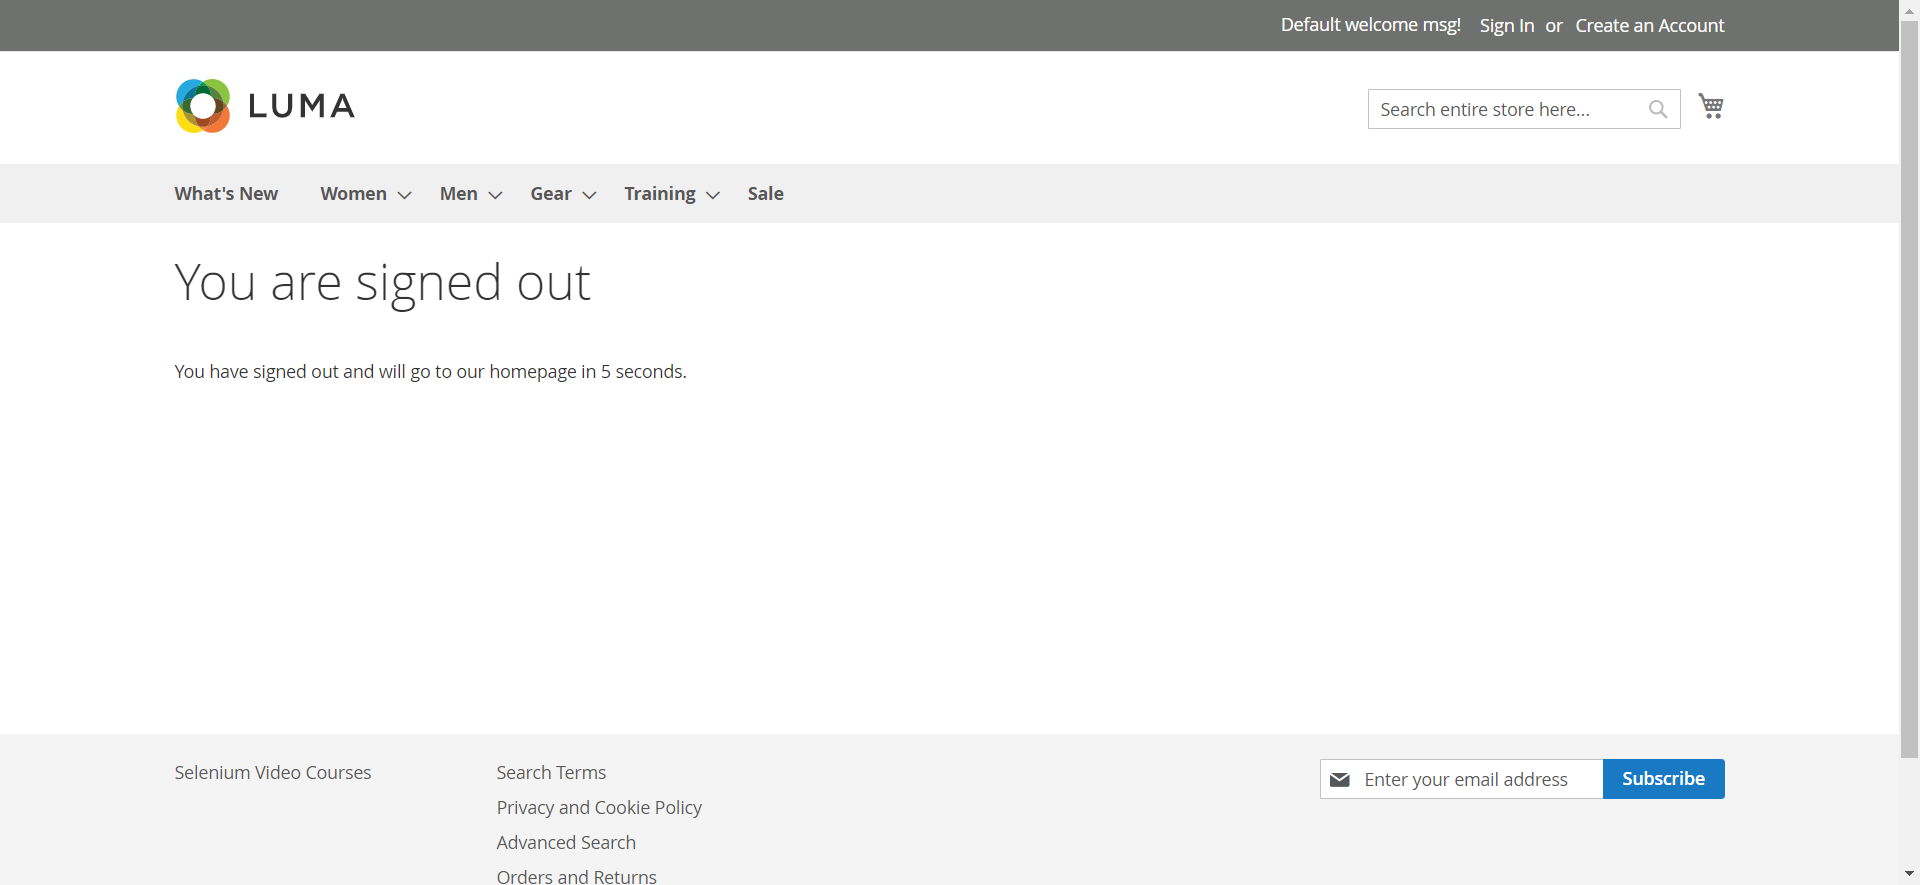 Default welcome msg! Sign In or Create an Account
LUMA
Search entire store here...
What's New Women Men Gear Training Sale
You are signed out
You have signed out and will go to our homepage in 5 seconds.
Selenium Video Courses
Search Terms
Privacy and Cookie Policy
Advanced Search
Orders and Returns
Enter your email address Subscribe